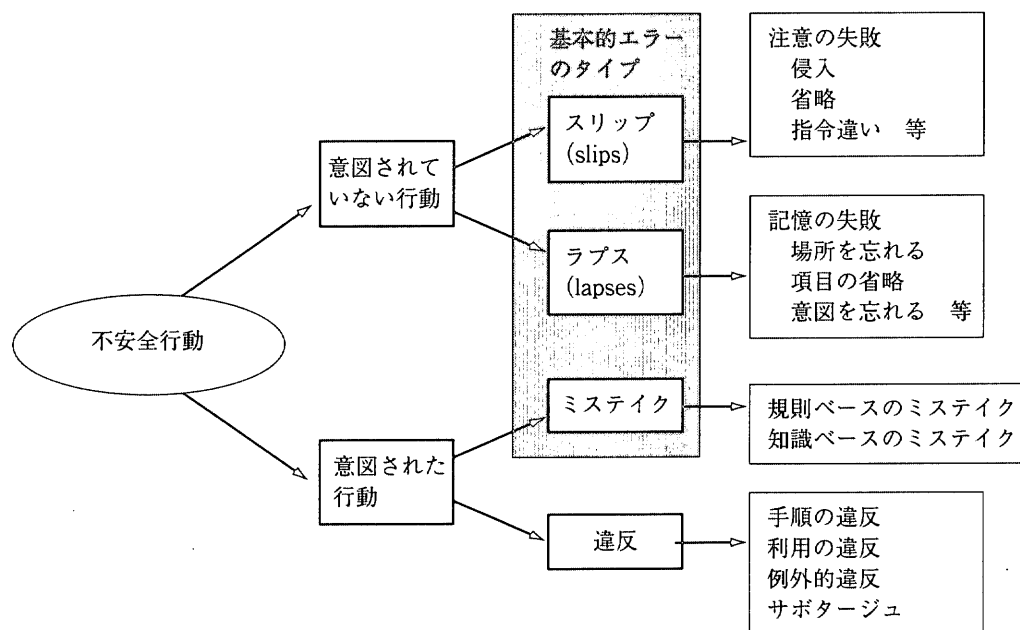 基本的エラー
のタイプ
スリップ
(slips)
注意の失敗
侵入
省略
指令違い 等
意図されて
いない行動
ラプス
(lapses)
記憶の失敗
場所を忘れる
項目の省略
意図を忘れる 等
不安全行動
ミステイク
規則ベースのミステイク
知識ベースのミステイク
意図された
行動
違反
手順の違反
利用の違反
例外的違反
サボタージュ